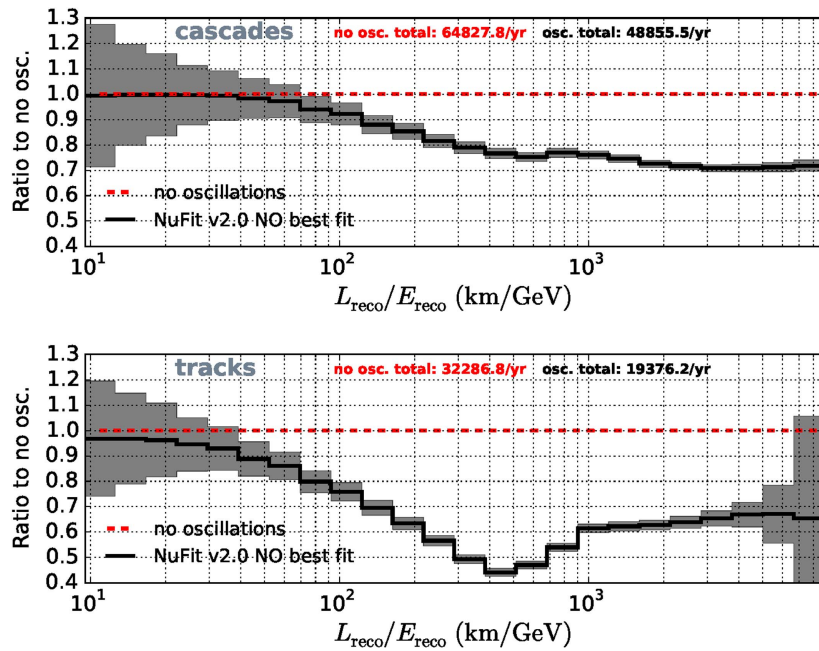 cascades
no osc. total: 64827.8/yr osc. total: 48855.5/yr
1.3
1.2
1.1
1.0
0.9
0.8
0.7
0.6
0.5
0.4
Ratio to no osc.
no oscillations
NuFit v2.0 NO best fit
10¹ 10² 10³
L_reco/E_reco (km/GeV)
tracks
no osc. total: 32286.8/yr osc. total: 19376.2/yr
1.3
1.2
1.1
1.0
0.9
0.8
0.7
0.6
0.5
0.4
Ratio to no osc.
no oscillations
NuFit v2.0 NO best fit
10¹ 10² 10³
L_reco/E_reco (km/GeV)